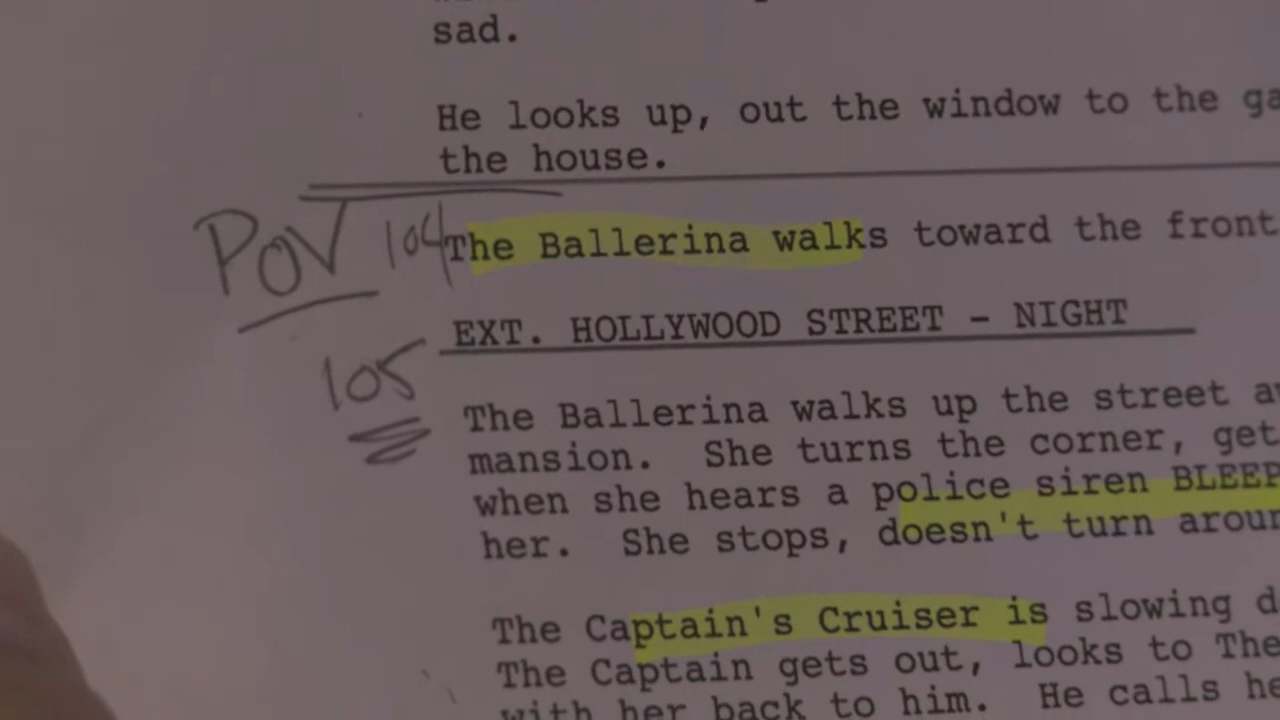 sad.
He looks up, out the window to the
the house.
POV 104 The Ballerina walks toward the front
EXT. HOLLYWOOD STREET - NIGHT
105
The Ballerina walks up the street
mansion. She turns the corner, get
when she hears a police siren BLEEP
her. She stops, doesn't turn
The Captain's Cruiser is slowing
The Captain gets out, looks to The
with her back to him. He calls